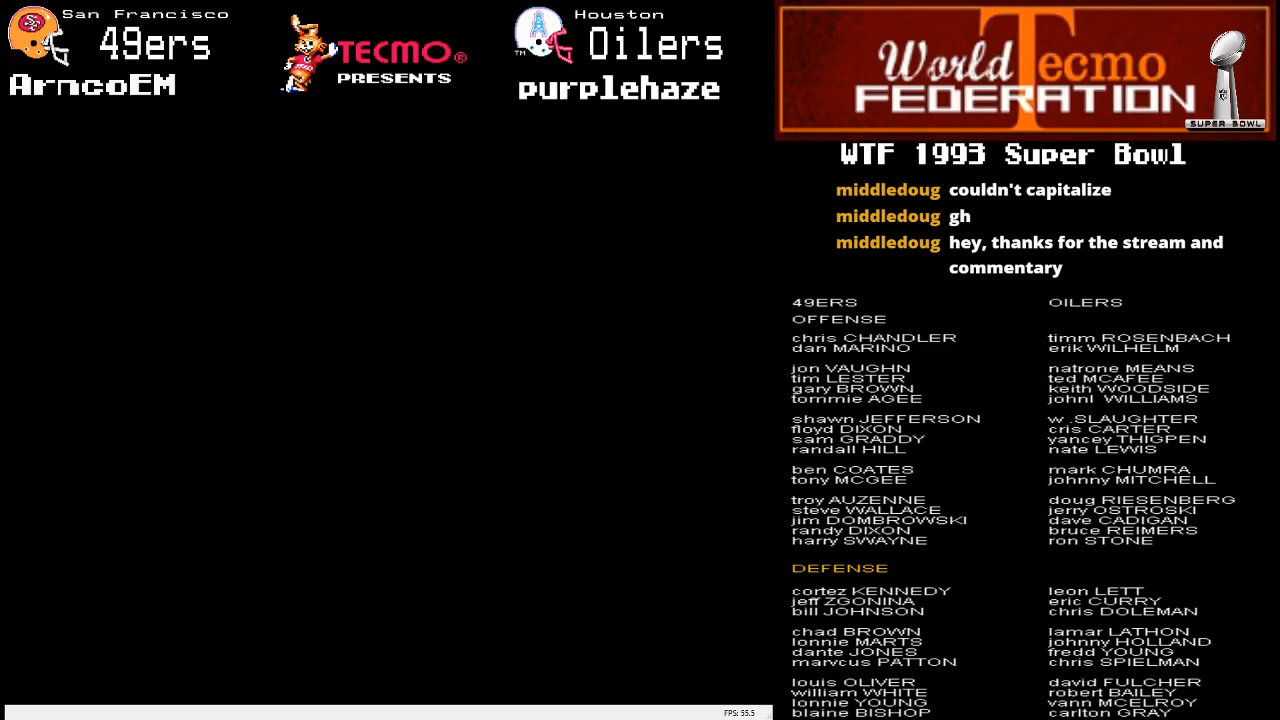 San Francisco
49ers
ArncoEM
TECMO®
PRESENTS
Houston
Oilers
TM
purplehaze
World Tecmo
FEDERATION
SUPER BOWL
WTF 1993 Super Bowl
middledoug couldn't capitalize
middledoug gh
middledoug hey, thanks for the stream and
commentary
49ERS
OFFENSE
chris CHANDLER
dan MARINO
jon VAUGHN
tim LESTER
gary BROWN
tommie AGEE
shawn JEFFERSON
floyd DIXON
sam GRADDY
randall HILL
ben COATES
tony MCGEE
troy AUZENNE
steve WALLACE
jim DOMBROWSKI
randy DIXON
harry SWAYNE
OILERS
timm ROSENBACH
erik WILHELM
natrone MEANS
ted MCAFEE
keith WOODSIDE
johnl WILLIAMS
w .SLAUGHTER
cris CARTER
yancey THIGPEN
nate LEWIS
mark CHUMRA
johnny MITCHELL
doug RIESENBERG
jerry OSTROSKI
dave CADIGAN
bruce REIMERS
ron STONE
DEFENSE
cortez KENNEDY
jeff ZGONINA
bill JOHNSON
chad BROWN
lonnie MARTS
dante JONES
marvcus PATTON
louis OLIVER
william WHITE
lonnie YOUNG
blaine BISHOP
leon LETT
eric CURRY
chris DOLEMAN
lamar LATHON
johnny HOLLAND
fredd YOUNG
chris SPIELMAN
david FULCHER
robert BAILEY
vann MCELROY
carlton GRAY
FPS: 55.5